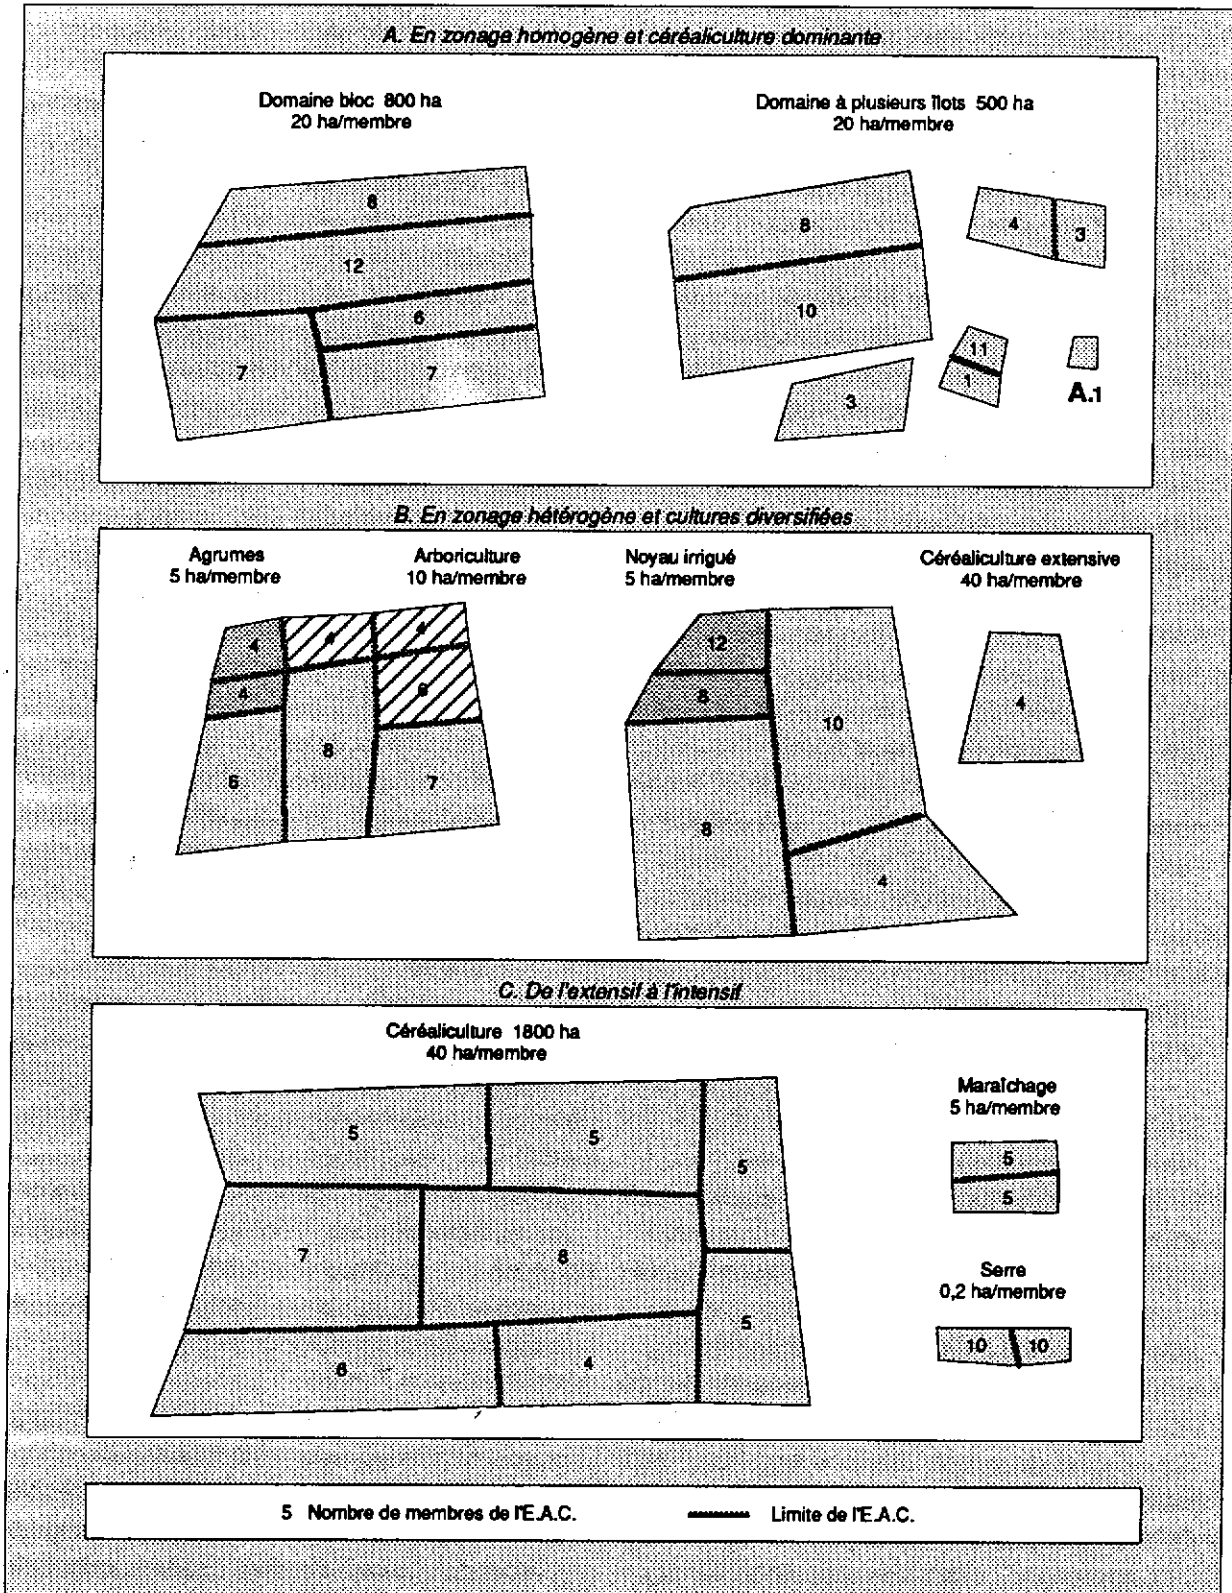 A. En zonage homogène et céréaliculture dominante
Domaine bloc 800 ha
20 ha/membre
Domaine à plusieurs îlots 500 ha
20 ha/membre
8
12
6
7
7
8
10
3
4
3
11
1
A.1
B. En zonage hétérogène et cultures diversifiées
Agrumes
5 ha/membre
Arboriculture
10 ha/membre
Noyau irrigué
5 ha/membre
Céréaliculture extensive
40 ha/membre
4
4
4
4
6
8
7
12
8
10
8
4
4
C. De l'extensif à l'intensif
Céréaliculture 1800 ha
40 ha/membre
Maraîchage
5 ha/membre
5
5
5
7
8
5
6
4
5
5
Serre
0,2 ha/membre
10
10
5 Nombre de membres de l'E.A.C.
Limite de l'E.A.C.